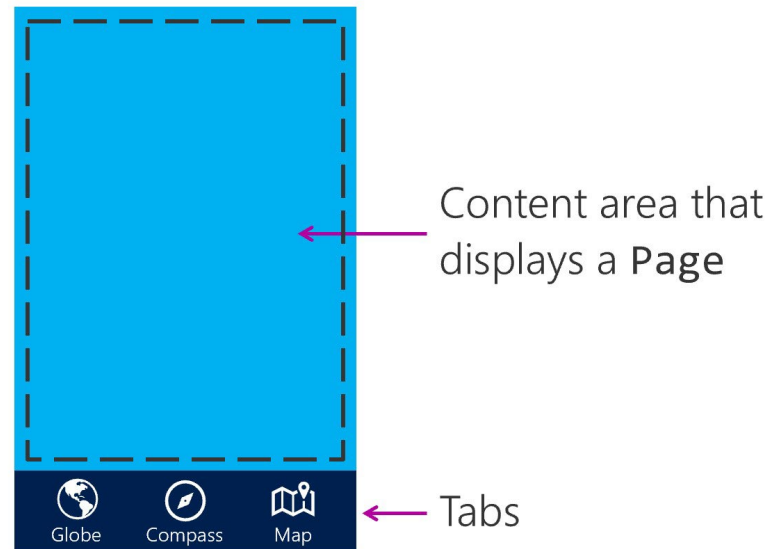 Content area that
displays a Page
Globe Compass Map
Tabs